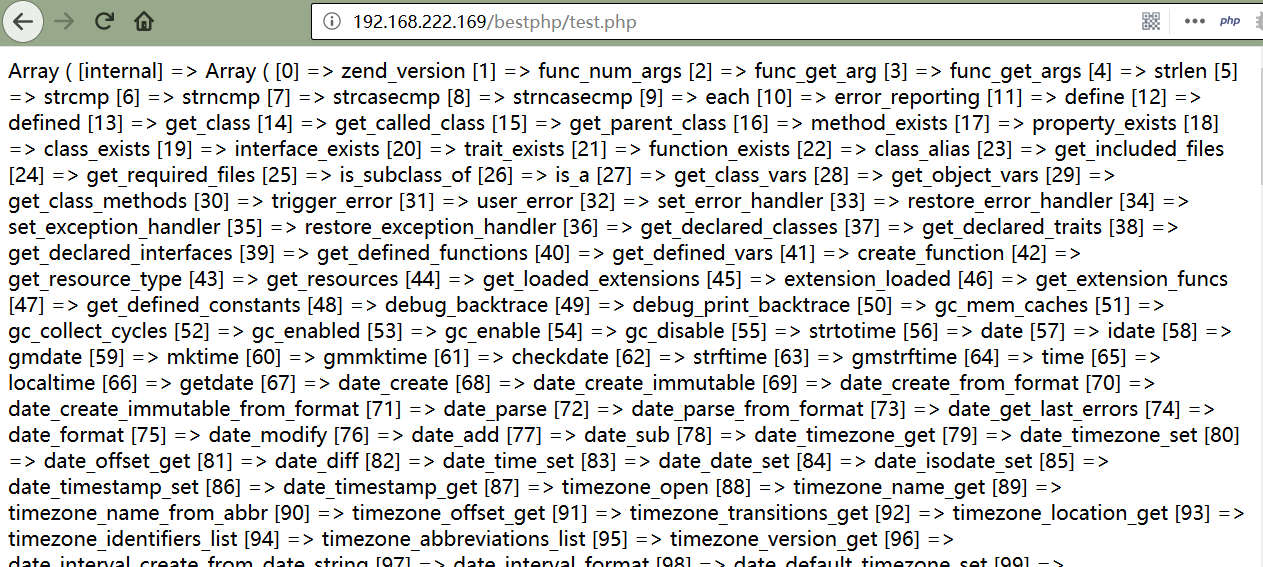 192.168.222.169/bestphp/test.php
php
Array ( [internal] => Array ( [0] => zend_version [1] => func_num_args [2] => func_get_arg [3] => func_get_args [4] => strlen [5]
=> strcmp [6] => strncmp [7] => strcasecmp [8] => strncasecmp [9] => each [10] => error_reporting [11] => define [12] =>
defined [13] => get_class [14] => get_called_class [15] => get_parent_class [16] => method_exists [17] => property_exists [18]
=> class_exists [19] => interface_exists [20] => trait_exists [21] => function_exists [22] => class_alias [23] => get_included_files
[24] => get_required_files [25] => is_subclass_of [26] => is_a [27] => get_class_vars [28] => get_object_vars [29] =>
get_class_methods [30] => trigger_error [31] => user_error [32] => set_error_handler [33] => restore_error_handler [34] =>
set_exception_handler [35] => restore_exception_handler [36] => get_declared_classes [37] => get_declared_traits [38] =>
get_declared_interfaces [39] => get_defined_functions [40] => get_defined_vars [41] => create_function [42] =>
get_resource_type [43] => get_resources [44] => get_loaded_extensions [45] => extension_loaded [46] => get_extension_funcs
[47] => get_defined_constants [48] => debug_backtrace [49] => debug_print_backtrace [50] => gc_mem_caches [51] =>
gc_collect_cycles [52] => gc_enabled [53] => gc_enable [54] => gc_disable [55] => strtotime [56] => date [57] => idate [58] =>
gmdate [59] => mktime [60] => gmmktime [61] => checkdate [62] => strftime [63] => gmstrftime [64] => time [65] =>
localtime [66] => getdate [67] => date_create [68] => date_create_immutable [69] => date_create_from_format [70] =>
date_create_immutable_from_format [71] => date_parse [72] => date_parse_from_format [73] => date_get_last_errors [74] =>
date_format [75] => date_modify [76] => date_add [77] => date_sub [78] => date_timezone_get [79] => date_timezone_set [80]
=> date_offset_get [81] => date_diff [82] => date_time_set [83] => date_date_set [84] => date_isodate_set [85] =>
date_timestamp_set [86] => date_timestamp_get [87] => timezone_open [88] => timezone_name_get [89] =>
timezone_name_from_abbr [90] => timezone_offset_get [91] => timezone_transitions_get [92] => timezone_location_get [93] =>
timezone_identifiers_list [94] => timezone_abbreviations_list [95] => timezone_version_get [96] =>
date_interval_create_from_date_string [97] => date_interval_format [98] => date_default_timezone_set [99] =>